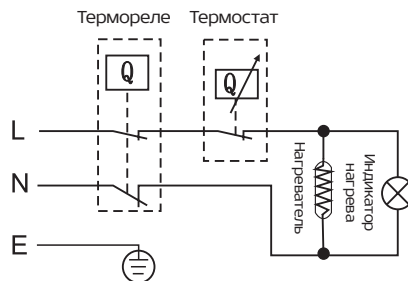 Термореле
Термостат
Q
Q
L
N
E
Нагреватель
Индикатор
нагрева